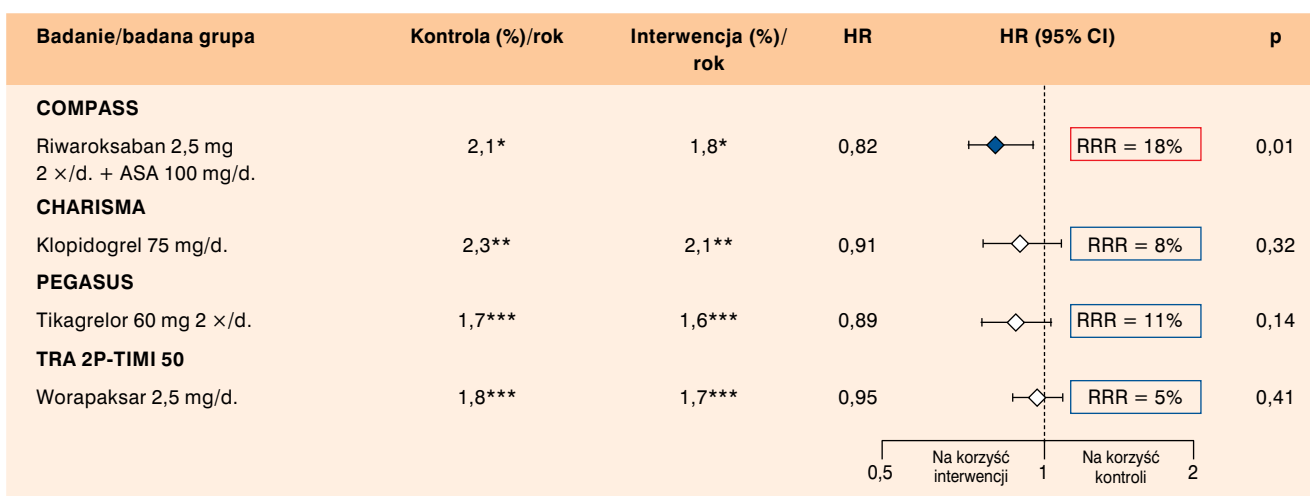 Badanie/badana grupa Kontrola (%)/rok Interwencja (%)/ HR HR (95% CI) p
rok
COMPASS
Riwaroksaban 2,5 mg 2,1* 1,8* 0,82 RRR = 18% 0,01
2 ×/d. + ASA 100 mg/d.
CHARISMA
Klopidogrel 75 mg/d. 2,3** 2,1** 0,91 RRR = 8% 0,32
PEGASUS
Tikagrelor 60 mg 2 ×/d. 1,7*** 1,6*** 0,89 RRR = 11% 0,14
TRA 2P-TIMI 50
Worapaksar 2,5 mg/d. 1,8*** 1,7*** 0,95 RRR = 5% 0,41
Na korzyść Na korzyść
0,5 interwencji 1 kontroli 2